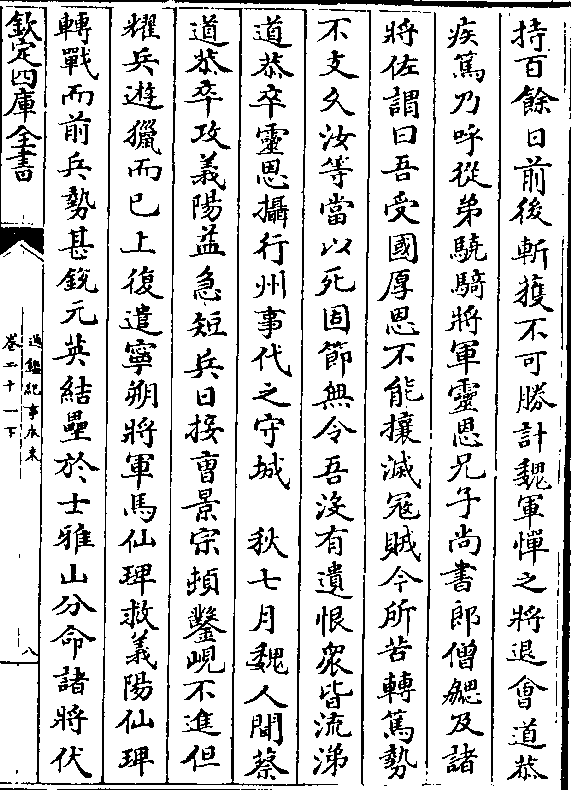 持百餘日前後斬獲不可勝計魏軍憚之將退會道恭
疾篤乃呼從弟驍騎將軍靈恩兄子尚書郎僧勰及諸
將佐謂曰吾受國厚恩不能攘滅冦賊今所苦轉篤勢
不支久汝等當以死固節無令吾沒有遺恨衆皆流涕
道恭卒靈恩攝行州事代之守城　秋七月魏人聞蔡
道恭卒攻義陽益急短兵日接曹景宗頓鑿峴不進但
耀兵遊獵而已上復遣寧朔將軍馬仙琕救義陽仙琕
轉戰而前兵勢甚銳元英結壘於士雅山分命諸將伏
欽定四庫全書
通鑑紀事本末
卷二十一下
八